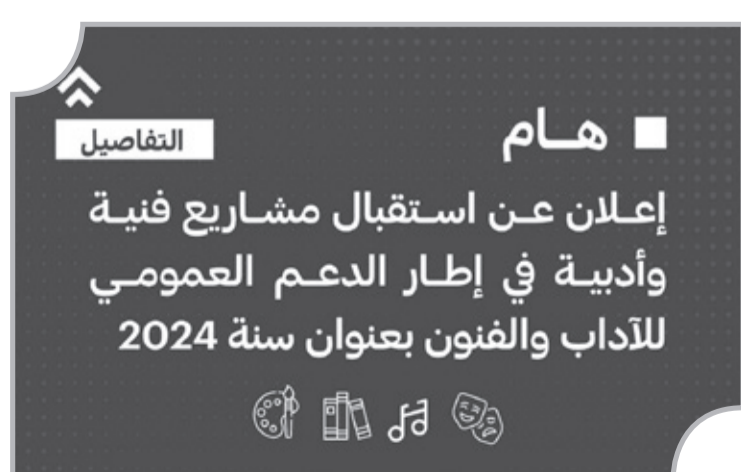 هـام
التفاصيل
إعـلان عـن اسـتقبال مشـاريع فنيـة
وأدبيـة في إطـار الدعـم العمومـي
للآداب والفنون بعنوان سنة 2024